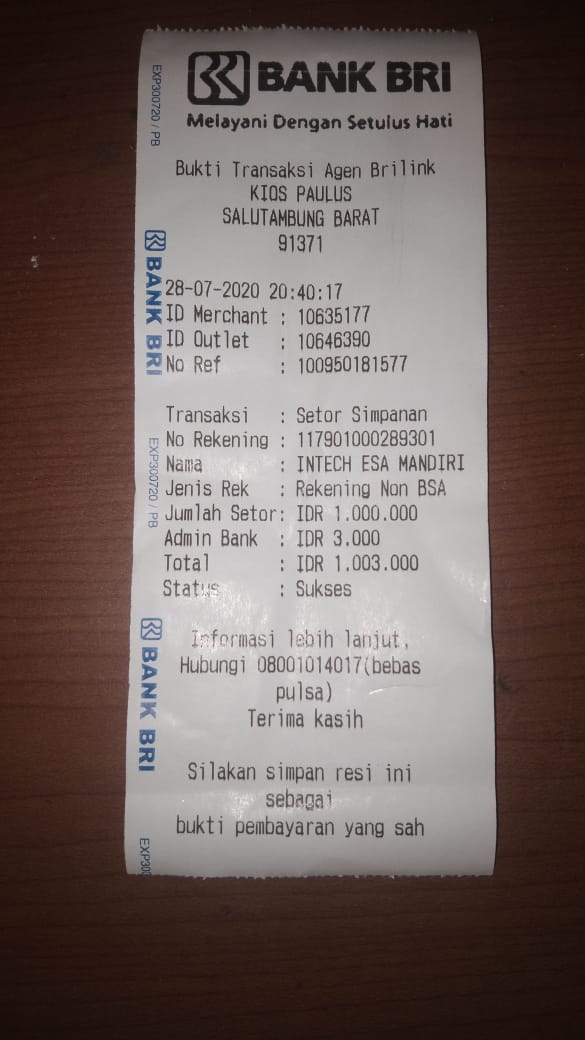 BANK BRI
Melayani Dengan Setulus Hati
Bukti Transaksi Agen Brilink
KIOS PAULUS
SALUTAMBUNG BARAT
91371
28-07-2020 20:40:17
ID Merchant : 10635177
ID Outlet : 10646390
No Ref : 100950181577
Transaksi : Setor Simpanan
No Rekening : 117901000289301
Nama : INTECH ESA MANDIRI
Jenis Rek : Rekening Non BSA
Jumlah Setor: IDR 1.000.000
Admin Bank : IDR 3.000
Total : IDR 1.003.000
Status : Sukses
Informasi lebih lanjut,
Hubungi 08001014017(bebas
pulsa)
Terima kasih
Silakan simpan resi ini
sebagai
bukti pembayaran yang sah
EXP300720 / PB
BANK BRI
EXP300720 / PB
BANK BRI
EXP30